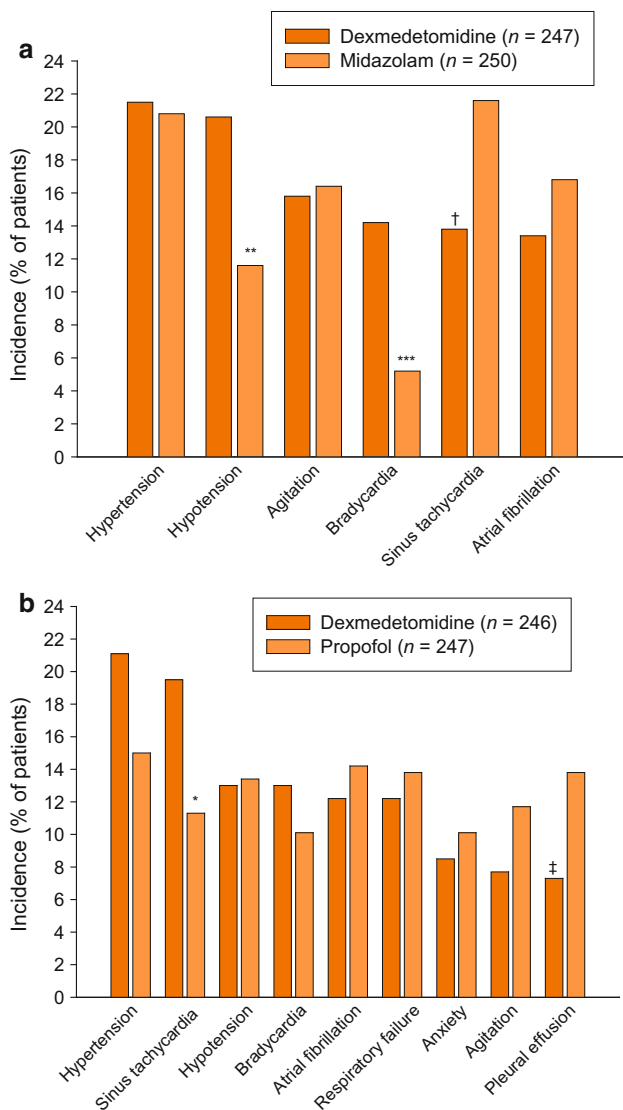 a
Dexmedetomidine (n = 247)
Midazolam (n = 250)
Incidence (% of patients)
24
22
20
18
16
14
12
10
8
6
4
2
0
**
***
†
Hypertension
Hypotension
Agitation
Bradycardia
Sinus tachycardia
Atrial fibrillation
b
Dexmedetomidine (n = 246)
Propofol (n = 247)
Incidence (% of patients)
24
22
20
18
16
14
12
10
8
6
4
2
0
*
‡
Hypertension
Sinus tachycardia
Hypotension
Bradycardia
Atrial fibrillation
Respiratory failure
Anxiety
Agitation
Pleural effusion